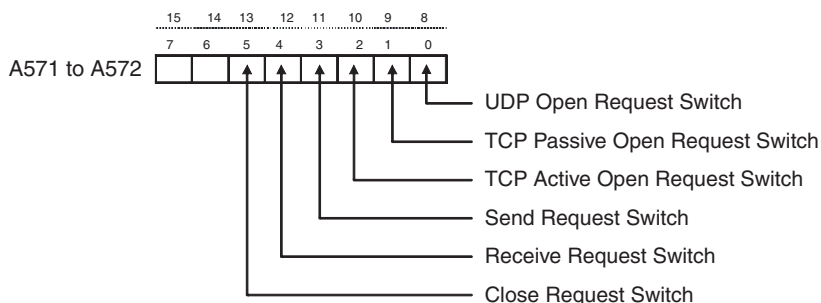 15 14 13 12 11 10 9 8
7 6 5 4 3 2 1 0
A571 to A572
UDP Open Request Switch
TCP Passive Open Request Switch
TCP Active Open Request Switch
Send Request Switch
Receive Request Switch
Close Request Switch